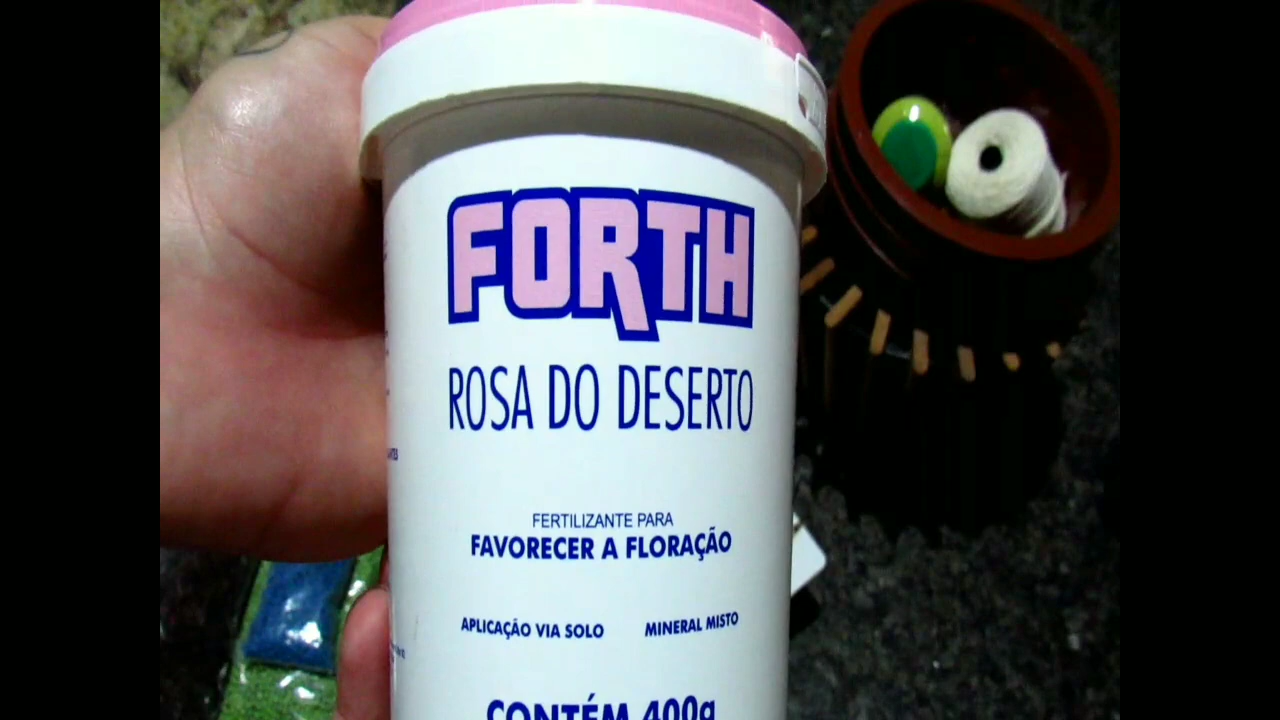 FORTH
ROSA DO DESERTO
FERTILIZANTE PARA
FAVORECER A FLORAÇÃO
APLICAÇÃO VIA SOLO MINERAL MISTO
CONTÉM 400g